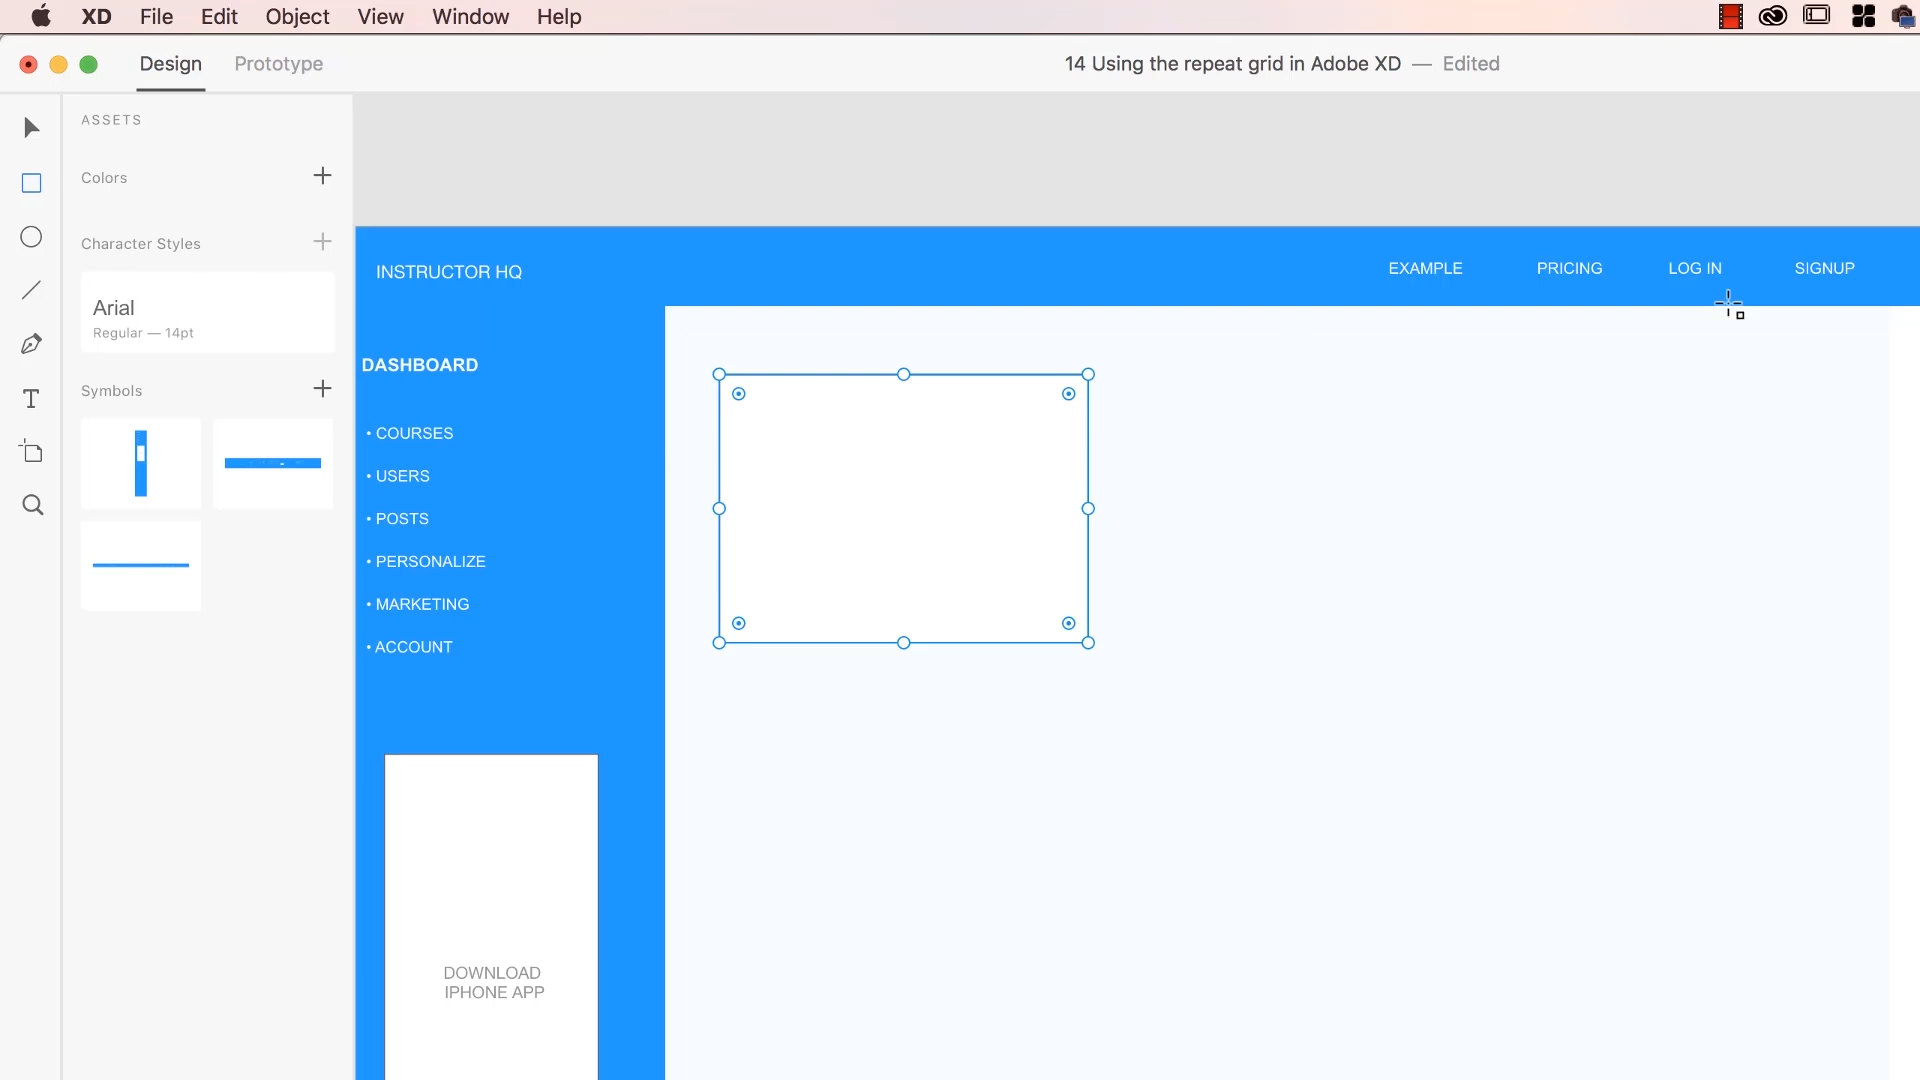 XD File Edit Object View Window Help
Design Prototype
14 Using the repeat grid in Adobe XD — Edited
ASSETS
Colors
Character Styles
Arial
Regular — 14pt
Symbols
INSTRUCTOR HQ
EXAMPLE PRICING LOG IN SIGNUP
DASHBOARD
• COURSES
• USERS
• POSTS
• PERSONALIZE
• MARKETING
• ACCOUNT
DOWNLOAD
IPHONE APP